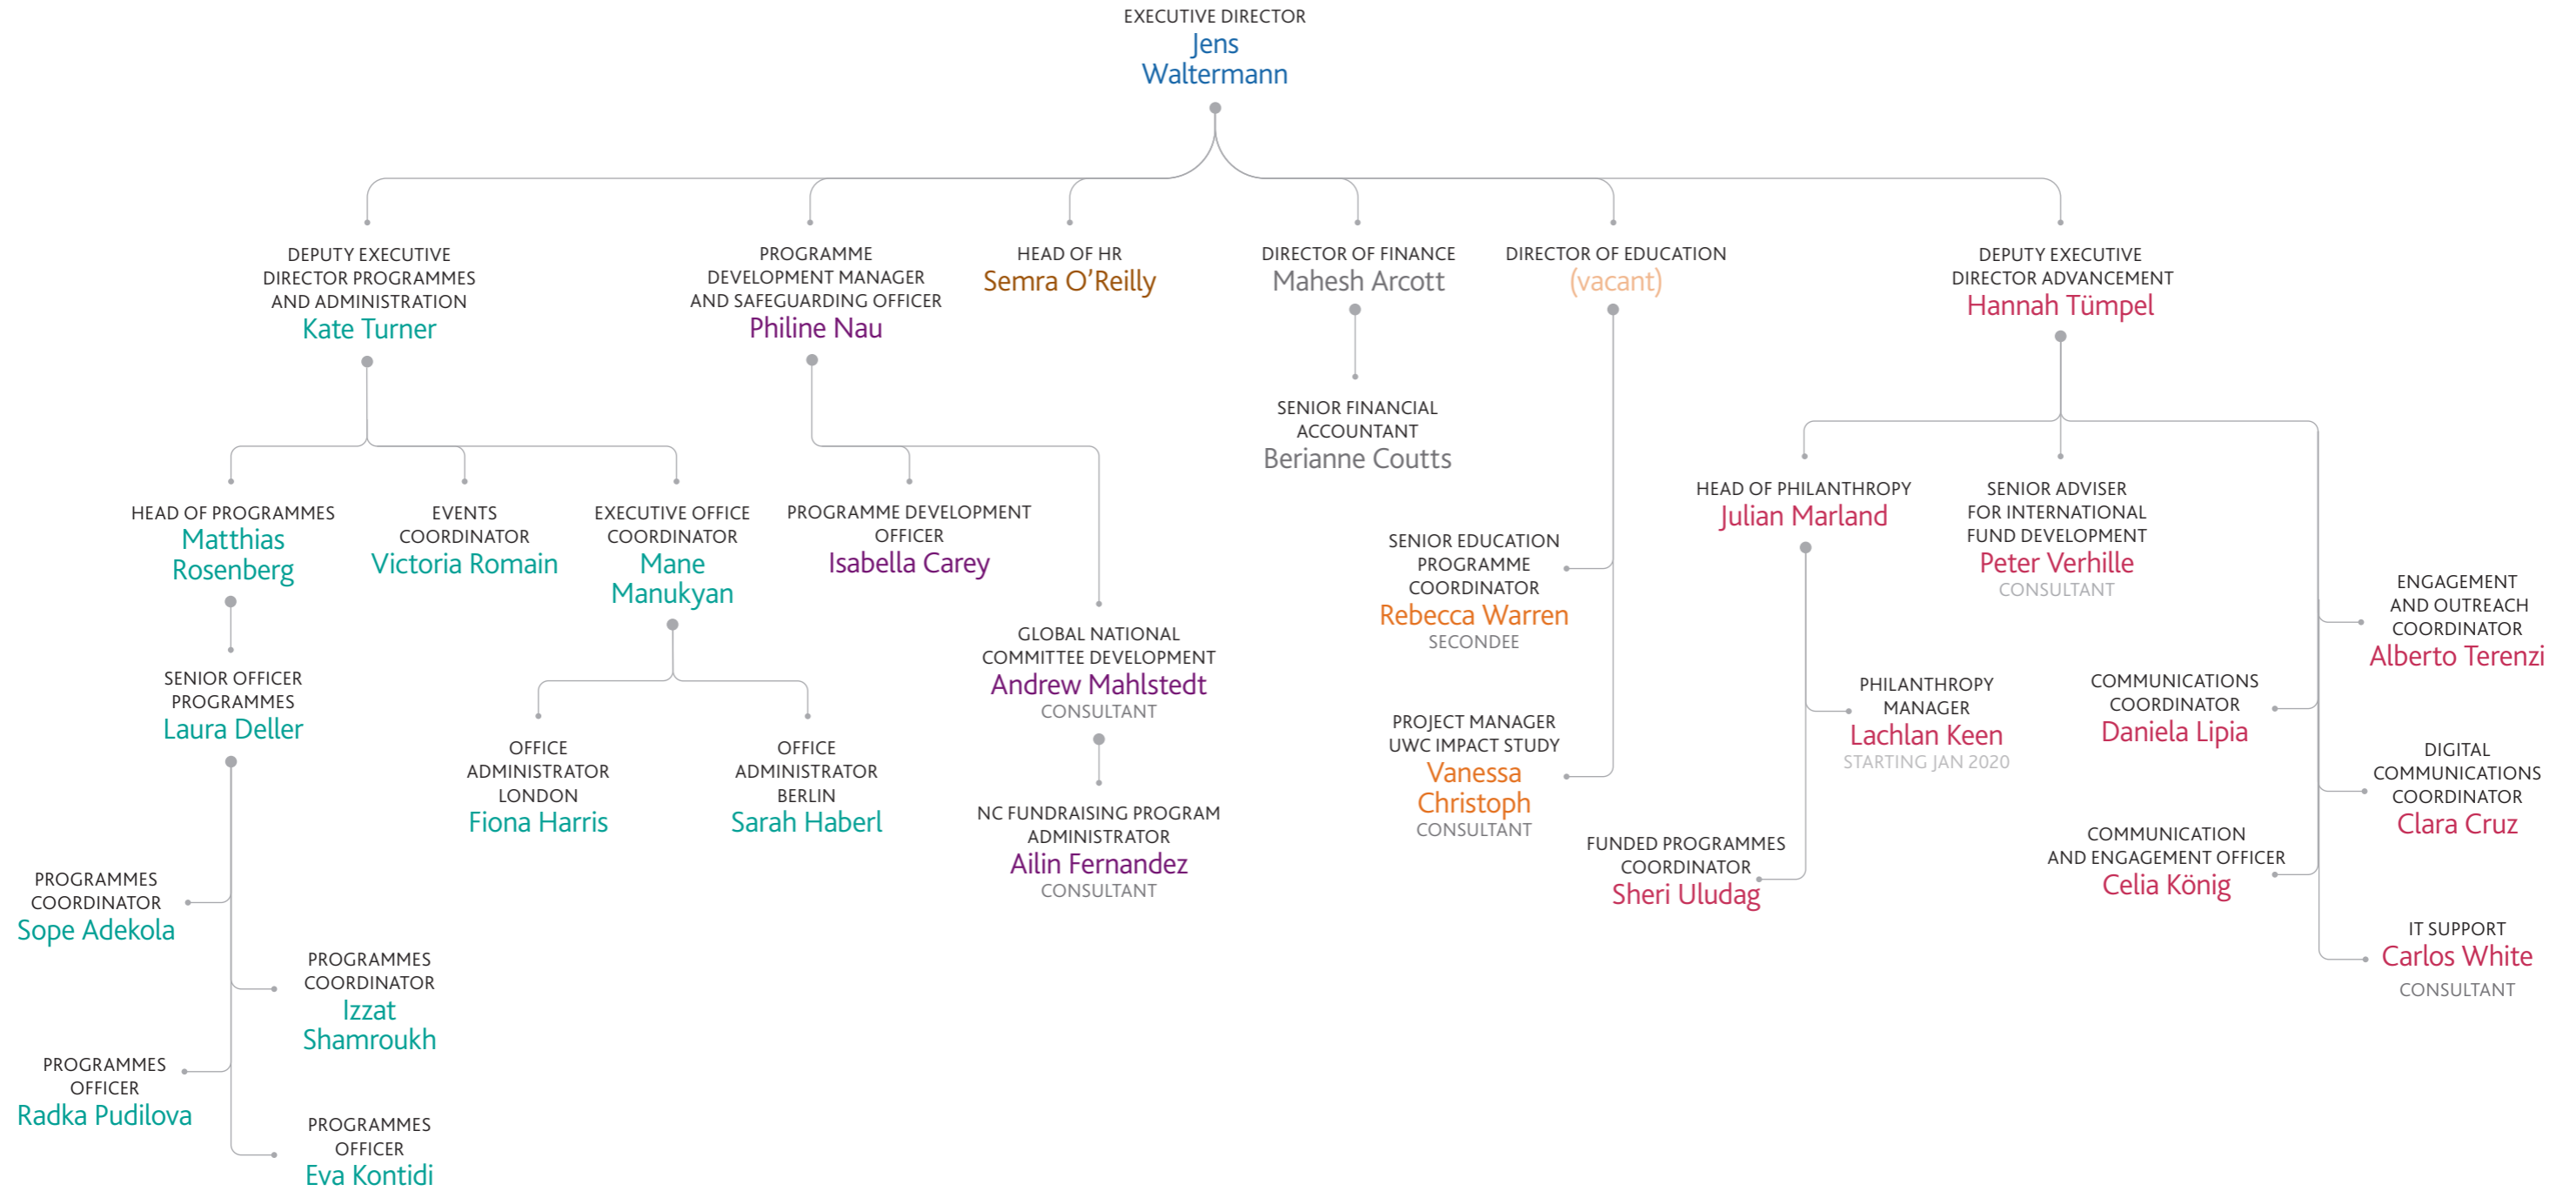 EXECUTIVE DIRECTOR
Jens
Waltermann
DEPUTY EXECUTIVE
DIRECTOR PROGRAMMES
AND ADMINISTRATION
Kate Turner
PROGRAMME
DEVELOPMENT MANAGER
AND SAFEGUARDING OFFICER
Philine Nau
HEAD OF HR
Semra O’Reilly
DIRECTOR OF FINANCE
Mahesh Arcott
DIRECTOR OF EDUCATION
(vacant)
DEPUTY EXECUTIVE
DIRECTOR ADVANCEMENT
Hannah Tümpel
SENIOR FINANCIAL
ACCOUNTANT
Berianne Coutts
HEAD OF PROGRAMMES
Matthias
Rosenberg
EVENTS
COORDINATOR
Victoria Romain
EXECUTIVE OFFICE
COORDINATOR
Mane
Manukyan
PROGRAMME DEVELOPMENT
OFFICER
Isabella Carey
GLOBAL NATIONAL
COMMITTEE DEVELOPMENT
Andrew Mahlstedt
CONSULTANT
SENIOR EDUCATION
PROGRAMME
COORDINATOR
Rebecca Warren
SECONDEE
HEAD OF PHILANTHROPY
Julian Marland
SENIOR ADVISER
FOR INTERNATIONAL
FUND DEVELOPMENT
Peter Verhille
CONSULTANT
ENGAGEMENT
AND OUTREACH
COORDINATOR
Alberto Terenzi
SENIOR OFFICER
PROGRAMMES
Laura Deller
OFFICE
ADMINISTRATOR
LONDON
Fiona Harris
OFFICE
ADMINISTRATOR
BERLIN
Sarah Haberl
NC FUNDRAISING PROGRAM
ADMINISTRATOR
Ailin Fernandez
CONSULTANT
PROJECT MANAGER
UWC IMPACT STUDY
Vanessa
Christoph
CONSULTANT
PHILANTHROPY
MANAGER
Lachlan Keen
STARTING JAN 2020
COMMUNICATIONS
COORDINATOR
Daniela Lipia
DIGITAL
COMMUNICATIONS
COORDINATOR
Clara Cruz
FUNDED PROGRAMMES
COORDINATOR
Sheri Uludag
COMMUNICATION
AND ENGAGEMENT OFFICER
Celia König
IT SUPPORT
Carlos White
CONSULTANT
PROGRAMMES
COORDINATOR
Sope Adekola
PROGRAMMES
COORDINATOR
Izzat
Shamroukh
PROGRAMMES
OFFICER
Radka Pudilova
PROGRAMMES
OFFICER
Eva Kontidi